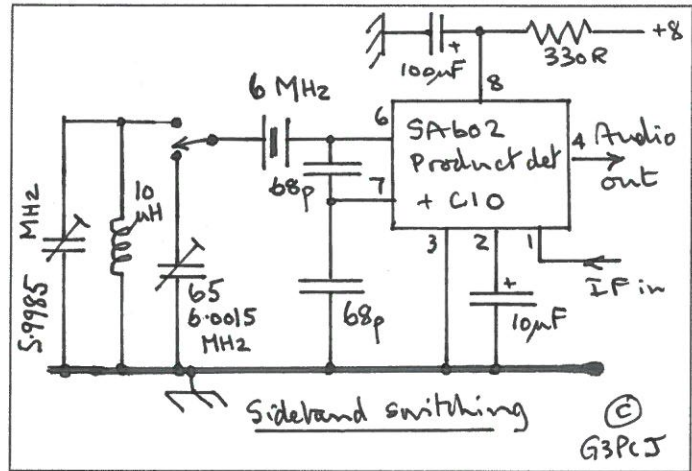 +8
100µF
+
330R
8
6 MHz
6
SA602
Product det
+ CIO
4 Audio
out
7
68p
68p
3
2
1
IF in
+
10µF
10
µH
5.9985 MHz
65
6.0015
MHz
Sideband switching
©
G3PCJ